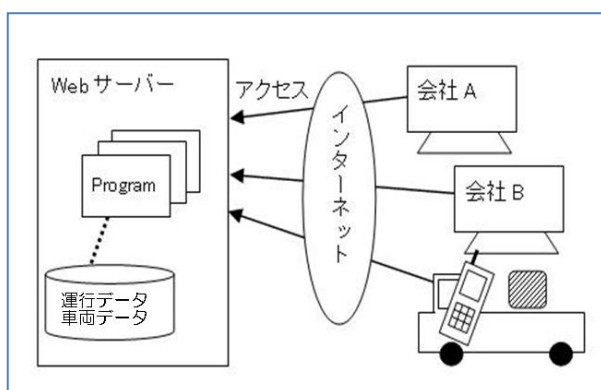 Webサーバー
アクセス
会社A
インターネット
Program
会社B
運行データ
車両データ